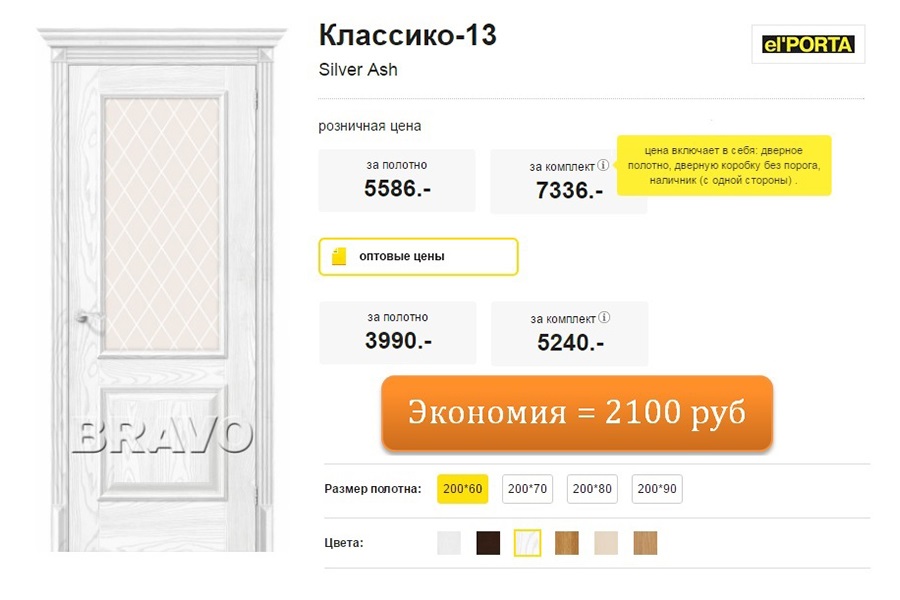 Классико-13
el'PORTA
Silver Ash
розничная цена
за полотно
5586.-
за комплект
7336.-
цена включает в себя: дверное
полотно, дверную коробку без порога,
наличник (с одной стороны) .
оптовые цены
за полотно
3990.-
за комплект
5240.-
Экономия = 2100 руб
BRAVO
Размер полотна: 200*60 200*70 200*80 200*90
Цвета: